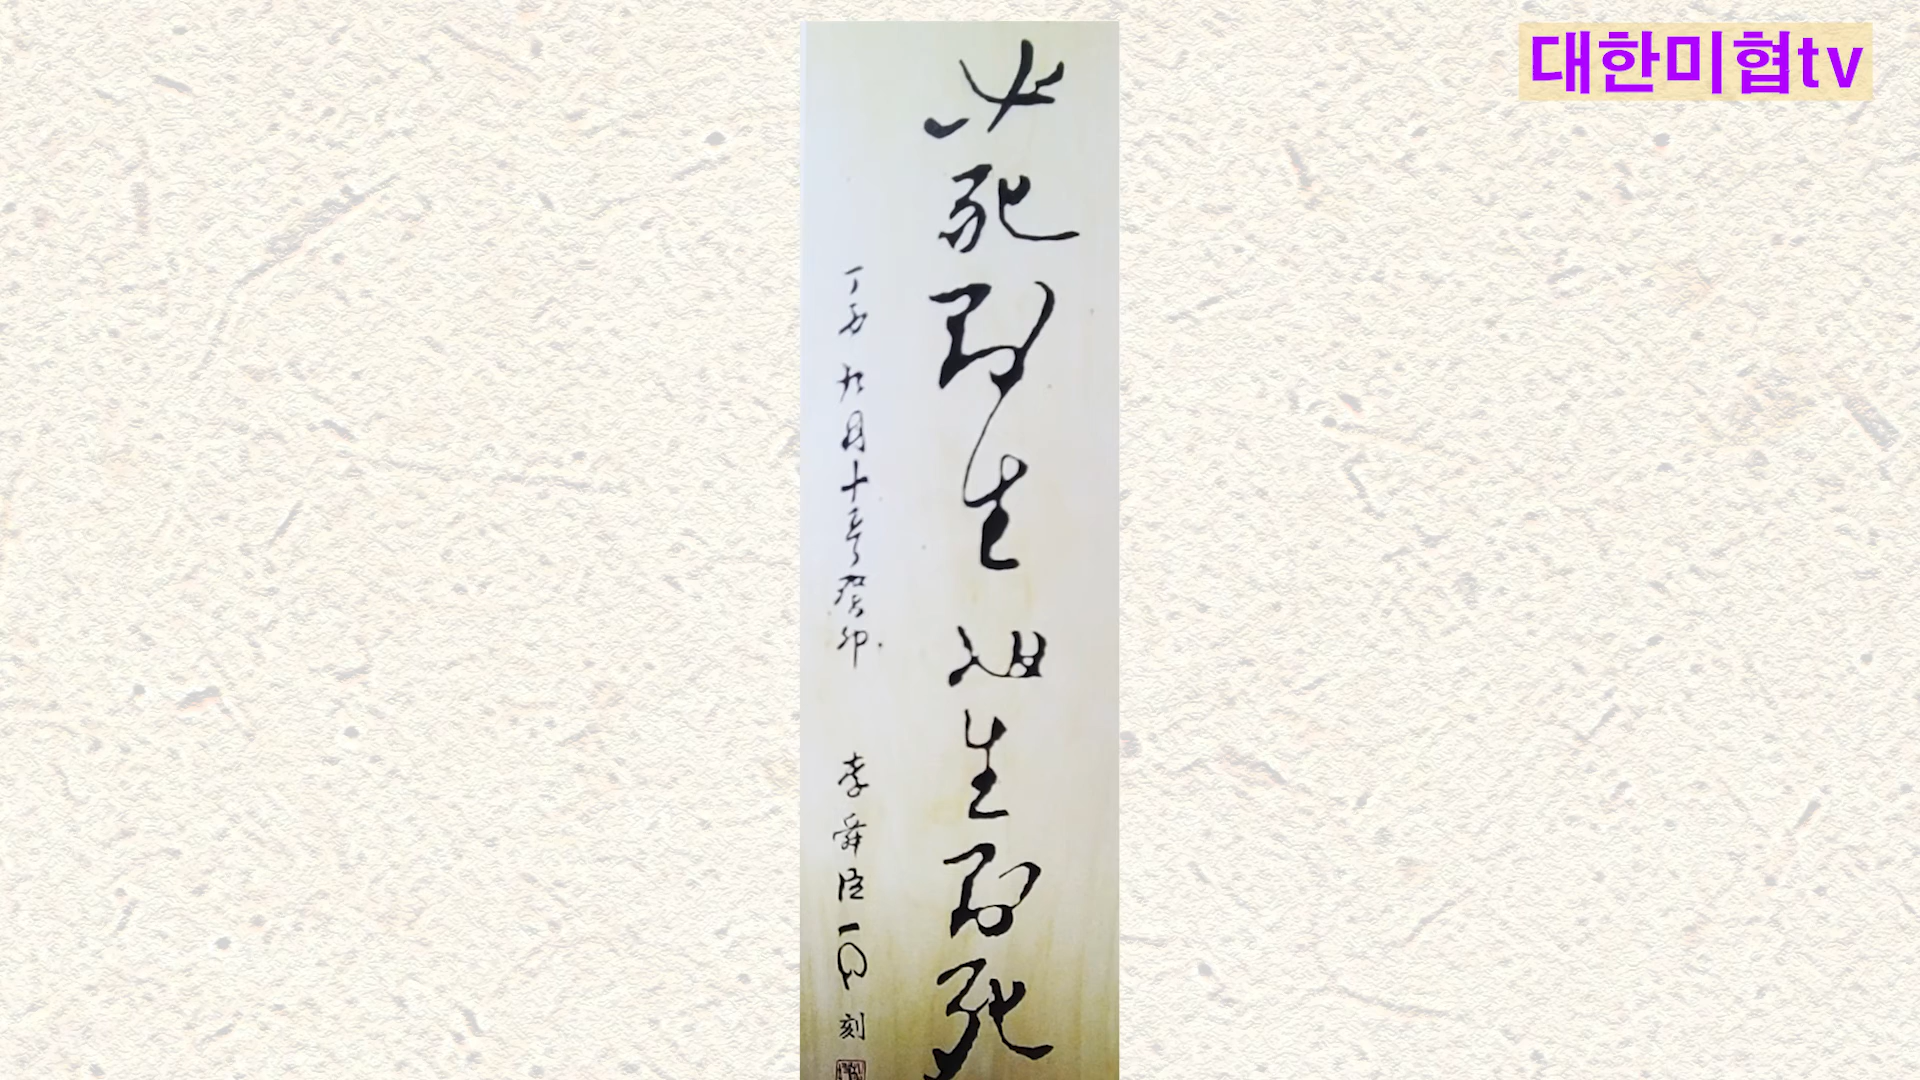 대한미협tv
必死則生 必生則死
丁酉九月十五日癸卯 李舜臣 刻